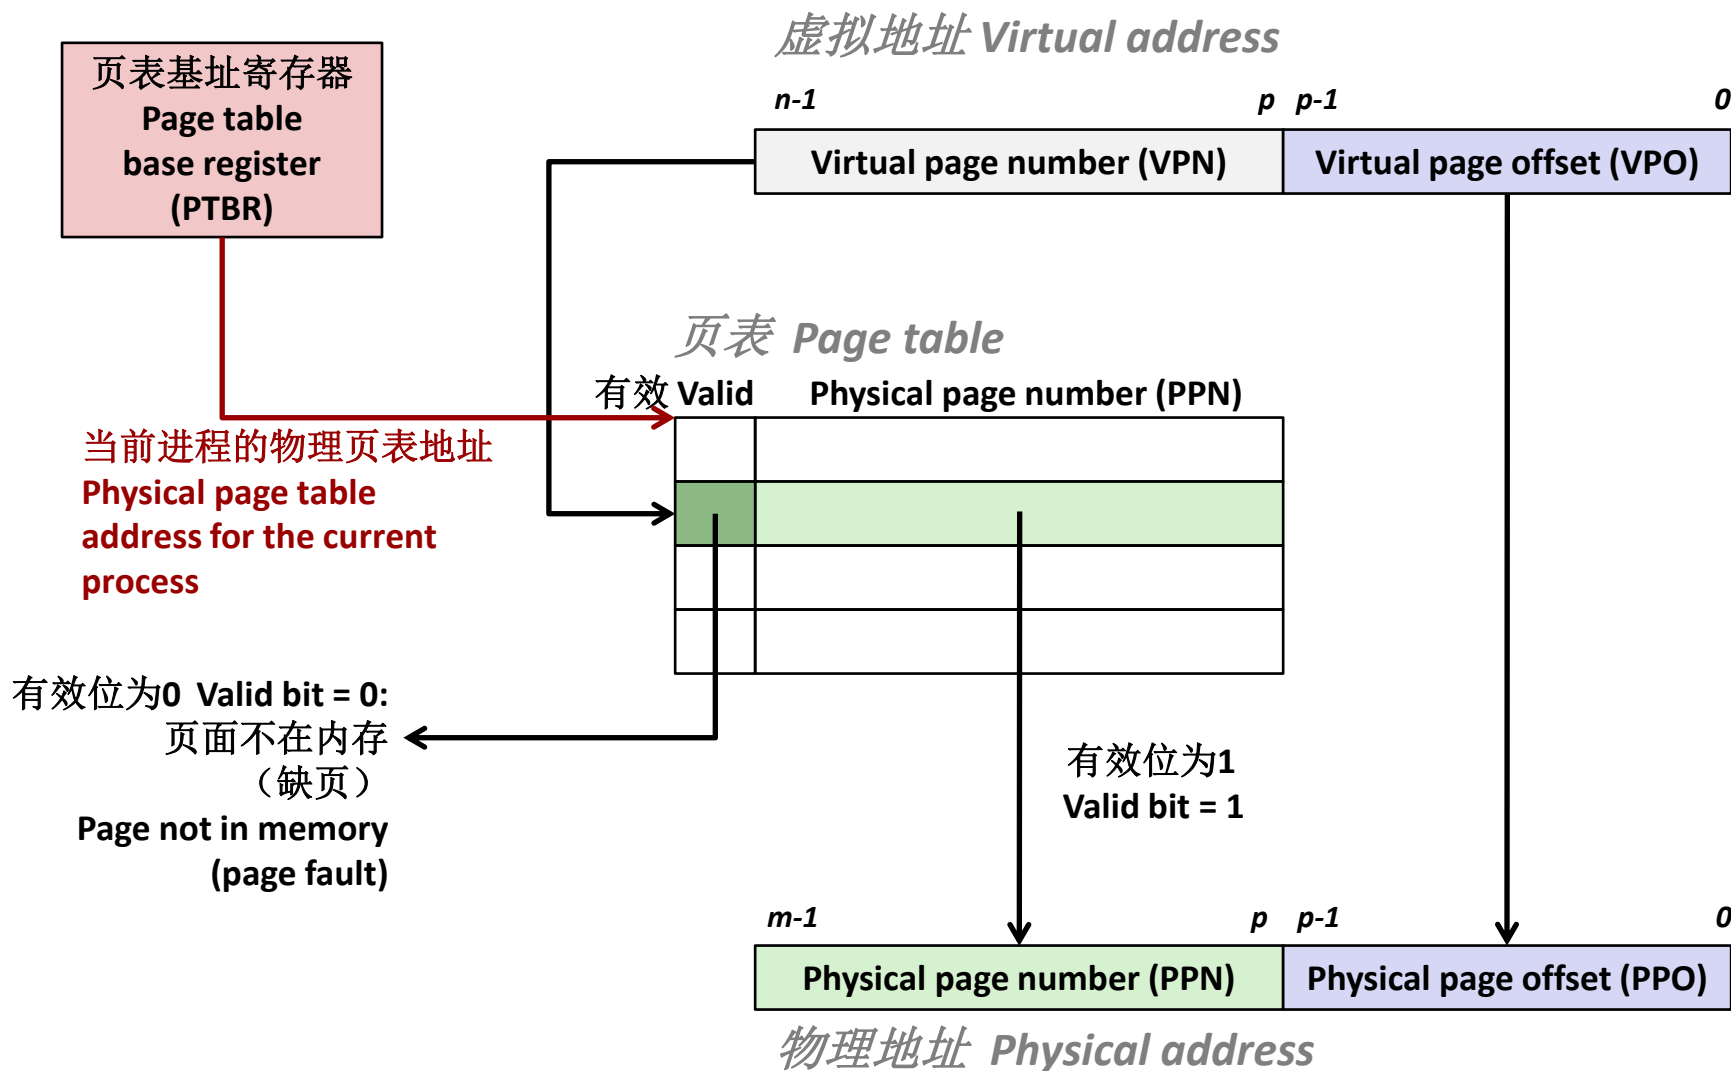 虚拟地址 Virtual address
页表基址寄存器
Page table
base register
(PTBR)
n-1 p p-1 0
Virtual page number (VPN) Virtual page offset (VPO)
页表 Page table
有效 Valid Physical page number (PPN)
当前进程的物理页表地址
Physical page table
address for the current
process
有效位为0 Valid bit = 0:
页面不在内存
（缺页）
Page not in memory
(page fault)
有效位为1
Valid bit = 1
m-1 p p-1 0
Physical page number (PPN) Physical page offset (PPO)
物理地址 Physical address